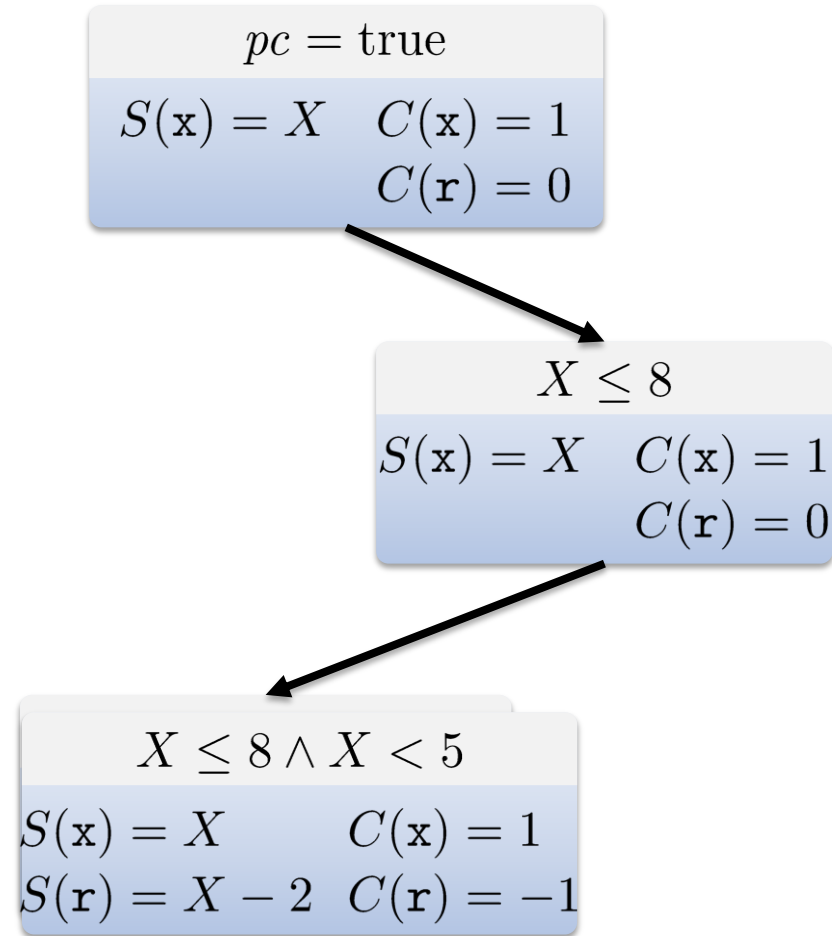 pc = true
S(x) = X C(x) = 1
C(r) = 0
X ≤ 8
S(x) = X C(x) = 1
C(r) = 0
X ≤ 8 ∧ X < 5
S(x) = X C(x) = 1
S(r) = X − 2 C(r) = −1